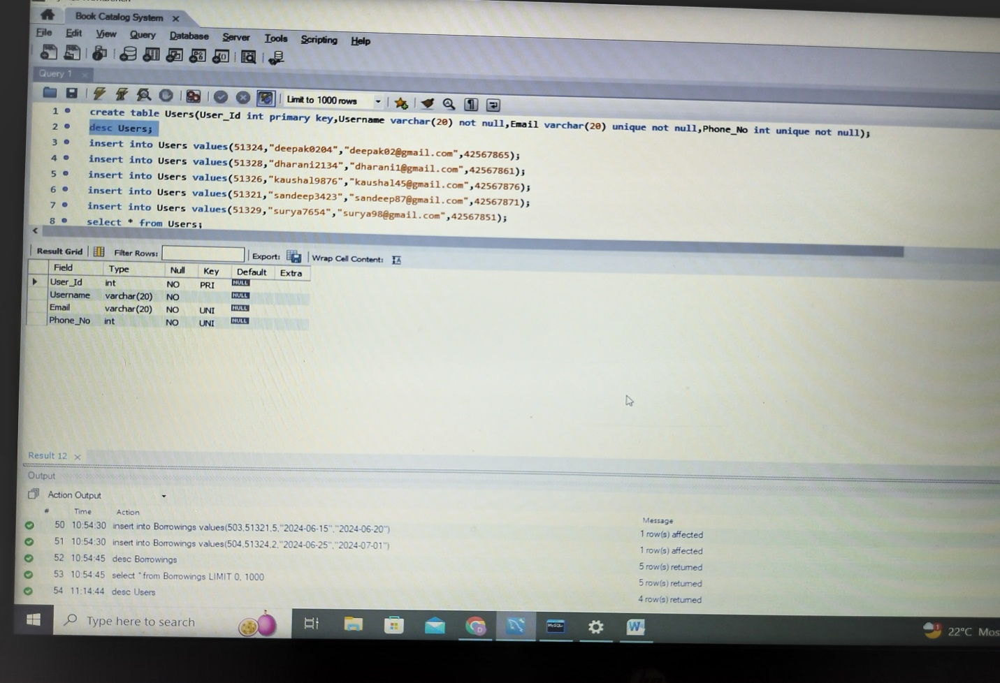 Book Catalog System
File Edit View Query Database Server Tools Scripting Help
Query 1
Limit to 1000 rows
1 create table Users(User_Id int primary key,Username varchar(20) not null,Email varchar(20) unique not null,Phone_No int unique not null);
2 desc Users;
3 insert into Users values(51324,"deepak0204","deepak02@gmail.com",42567865);
4 insert into Users values(51328,"dharani2134","dharani1@gmail.com",42567861);
5 insert into Users values(51326,"kaushal9876","kaushal45@gmail.com",42567876);
6 insert into Users values(51321,"sandeep3423","sandeep87@gmail.com",42567871);
7 insert into Users values(51329,"surya7654","surya98@gmail.com",42567851);
8 select * from Users;
Result Grid Filter Rows: Export: Wrap Cell Content:
Field Type Null Key Default Extra
User_Id int NO PRI NULL
Username varchar(20) NO NULL
Email varchar(20) NO UNI NULL
Phone_No int NO UNI NULL
Result 12
Output
Action Output
# Time Action Message
50 10:54:30 insert into Borrowings values(503,51321,5,"2024-06-15","2024-06-20") 1 row(s) affected
51 10:54:30 insert into Borrowings values(504,51324,2,"2024-06-25","2024-07-01") 1 row(s) affected
52 10:54:45 desc Borrowings 5 row(s) returned
53 10:54:45 select * from Borrowings LIMIT 0, 1000 5 row(s) returned
54 11:14:44 desc Users 4 row(s) returned
Type here to search
22°C Mos